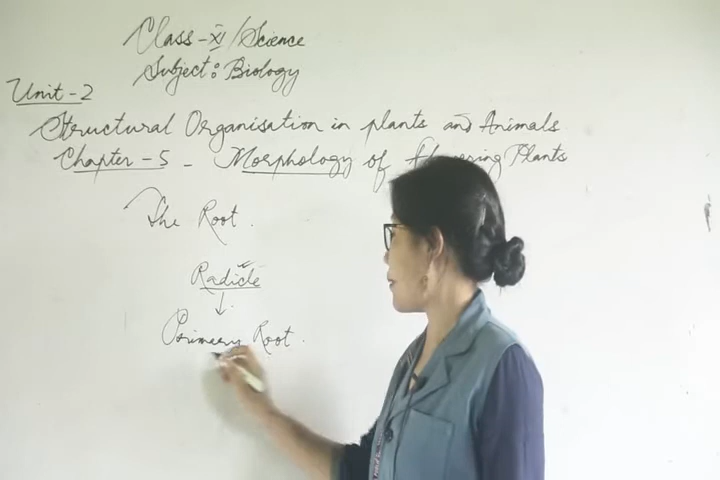 Class-XI/Science
Subject: Biology
Unit-2
Structural Organisation in plants and Animals
Chapter-5 - Morphology of Flowering Plants
The Root.
Radicle
↓
Primary Root.